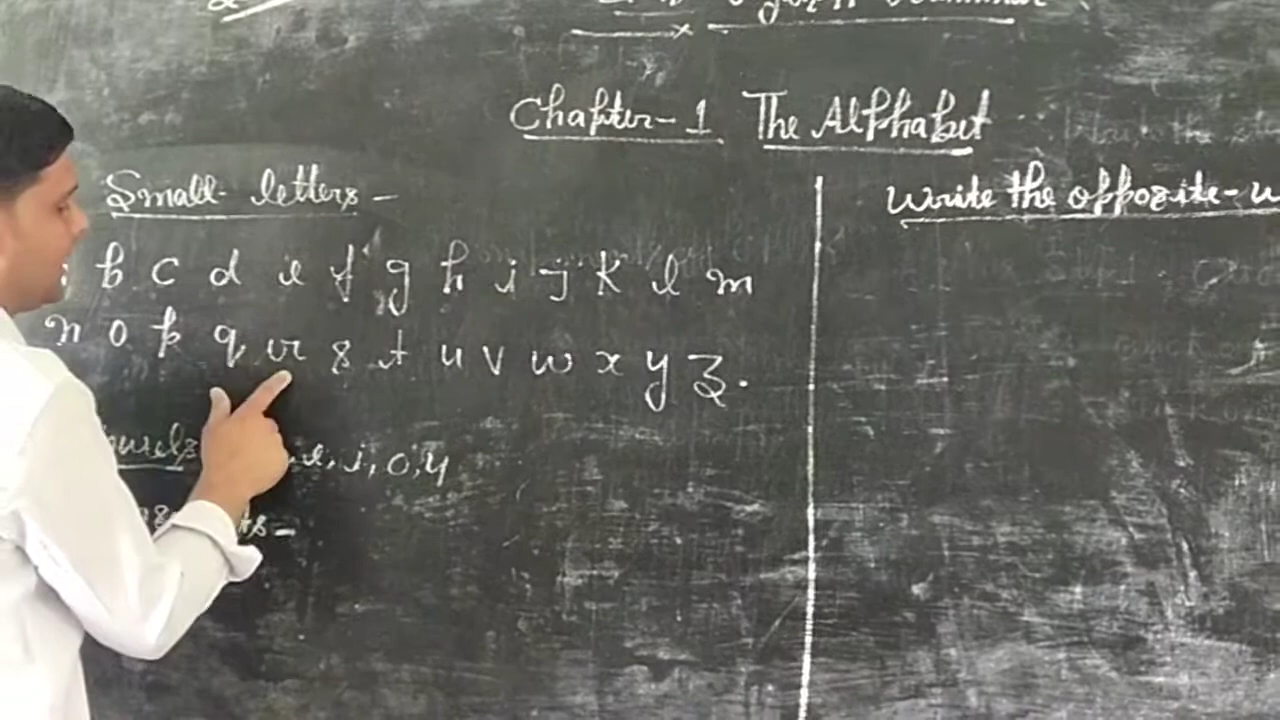 Chapter-1 The Alphabet
Small letters -
b c d e f g h i j k l m
n o p q r s t u v w x y z.
e, i, o, u
Write the opposite-